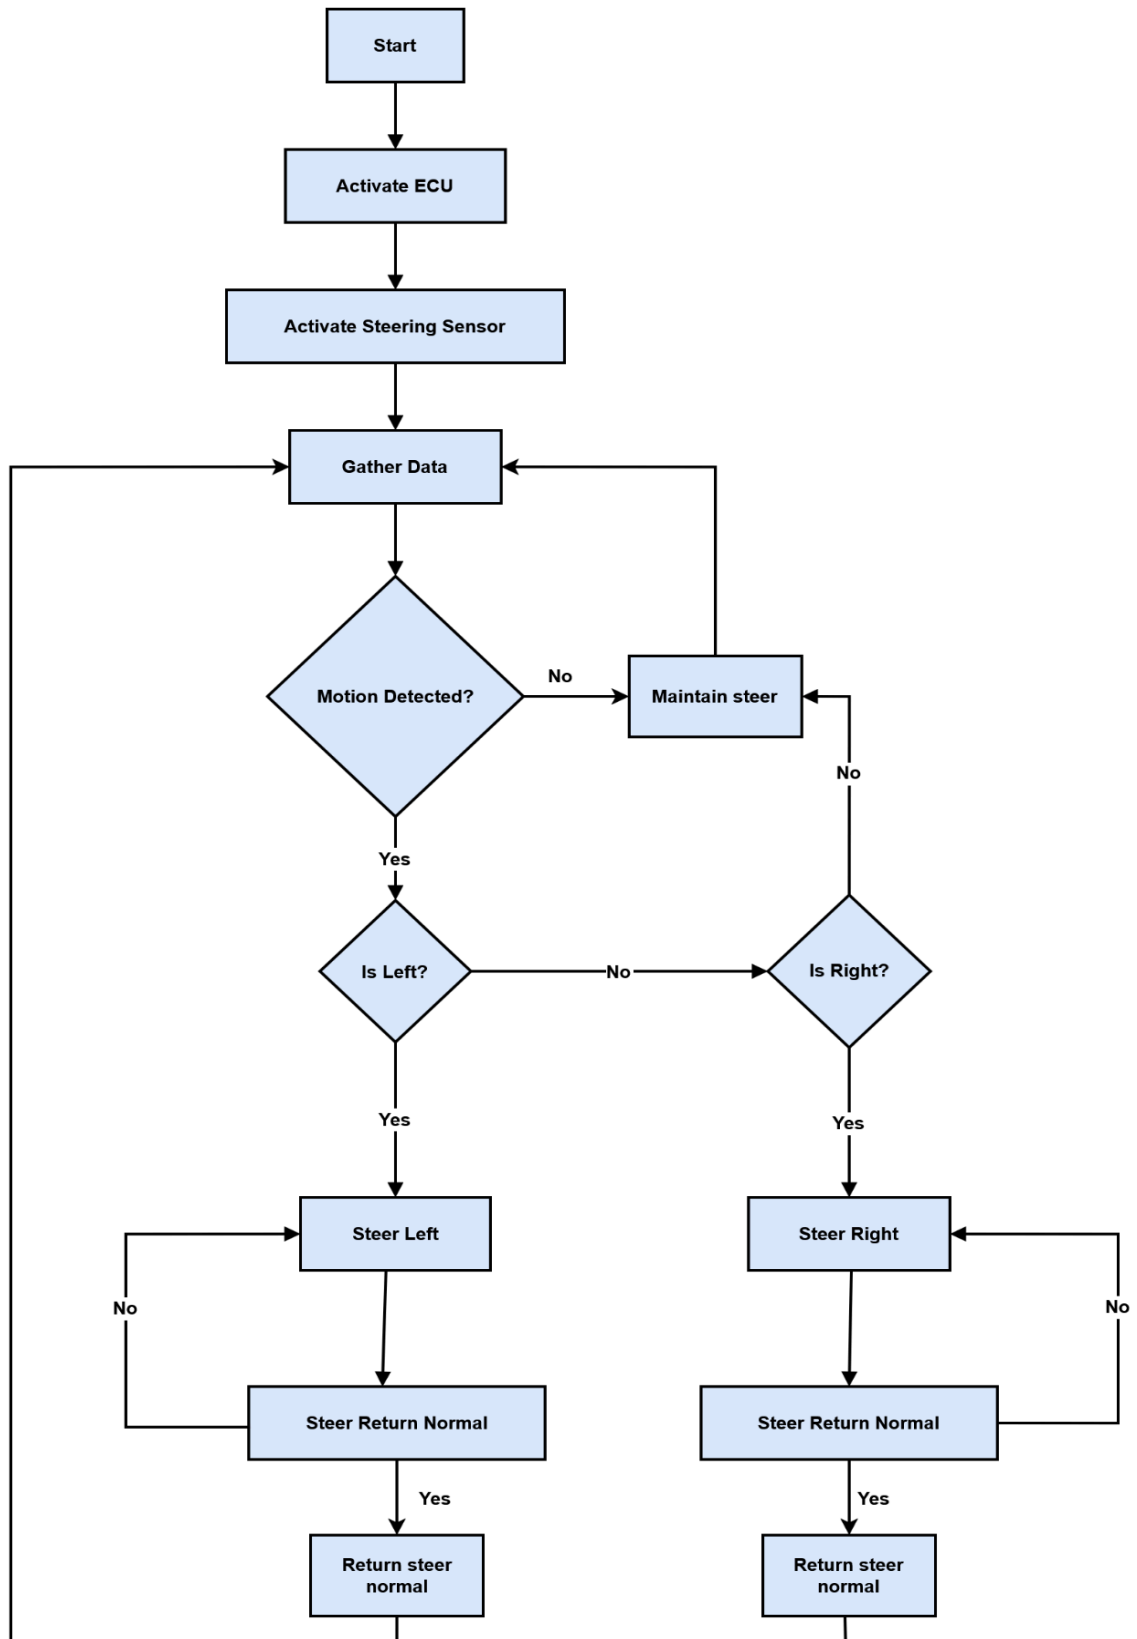 Start
Activate ECU
Activate Steering Sensor
Gather Data
Motion Detected?
No
Maintain steer
No
Yes
Is Left?
No
Is Right?
Yes
Yes
Steer Left
Steer Right
No
No
Steer Return Normal
Steer Return Normal
Yes
Yes
Return steer
normal
Return steer
normal